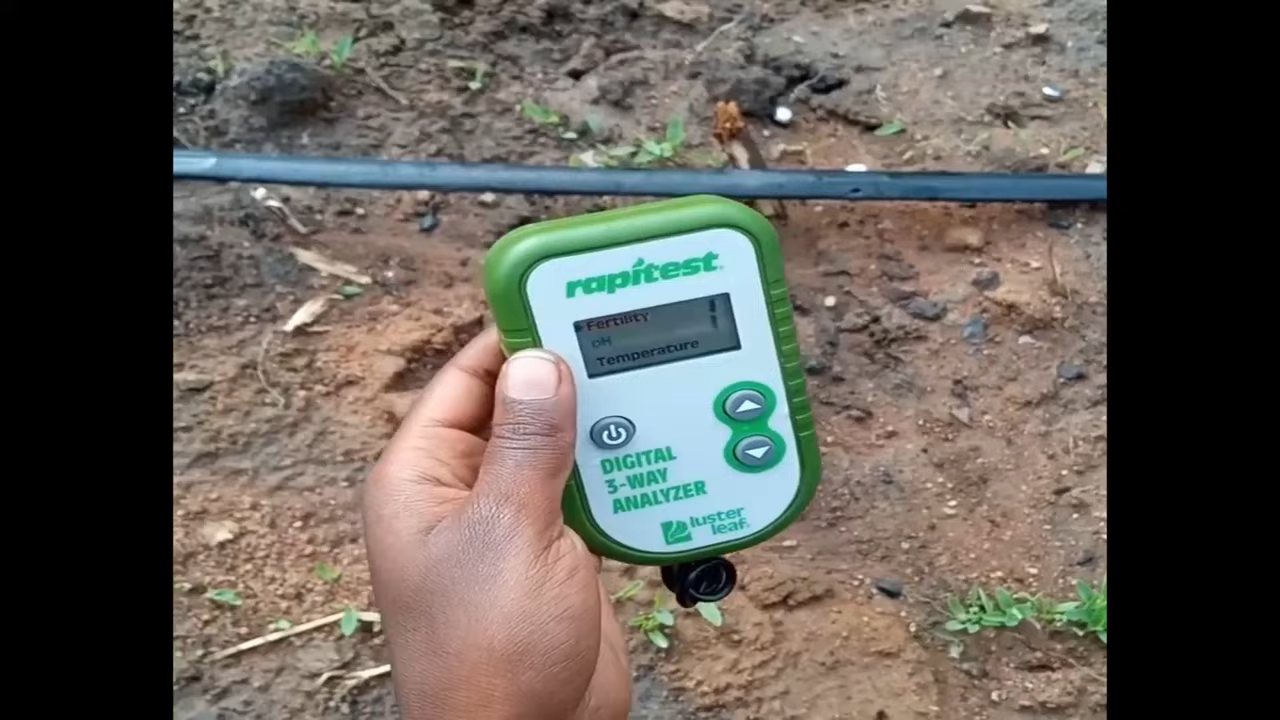 rapitest
Fertility
pH
Temperature
DIGITAL
3-WAY
ANALYZER
luster
leaf